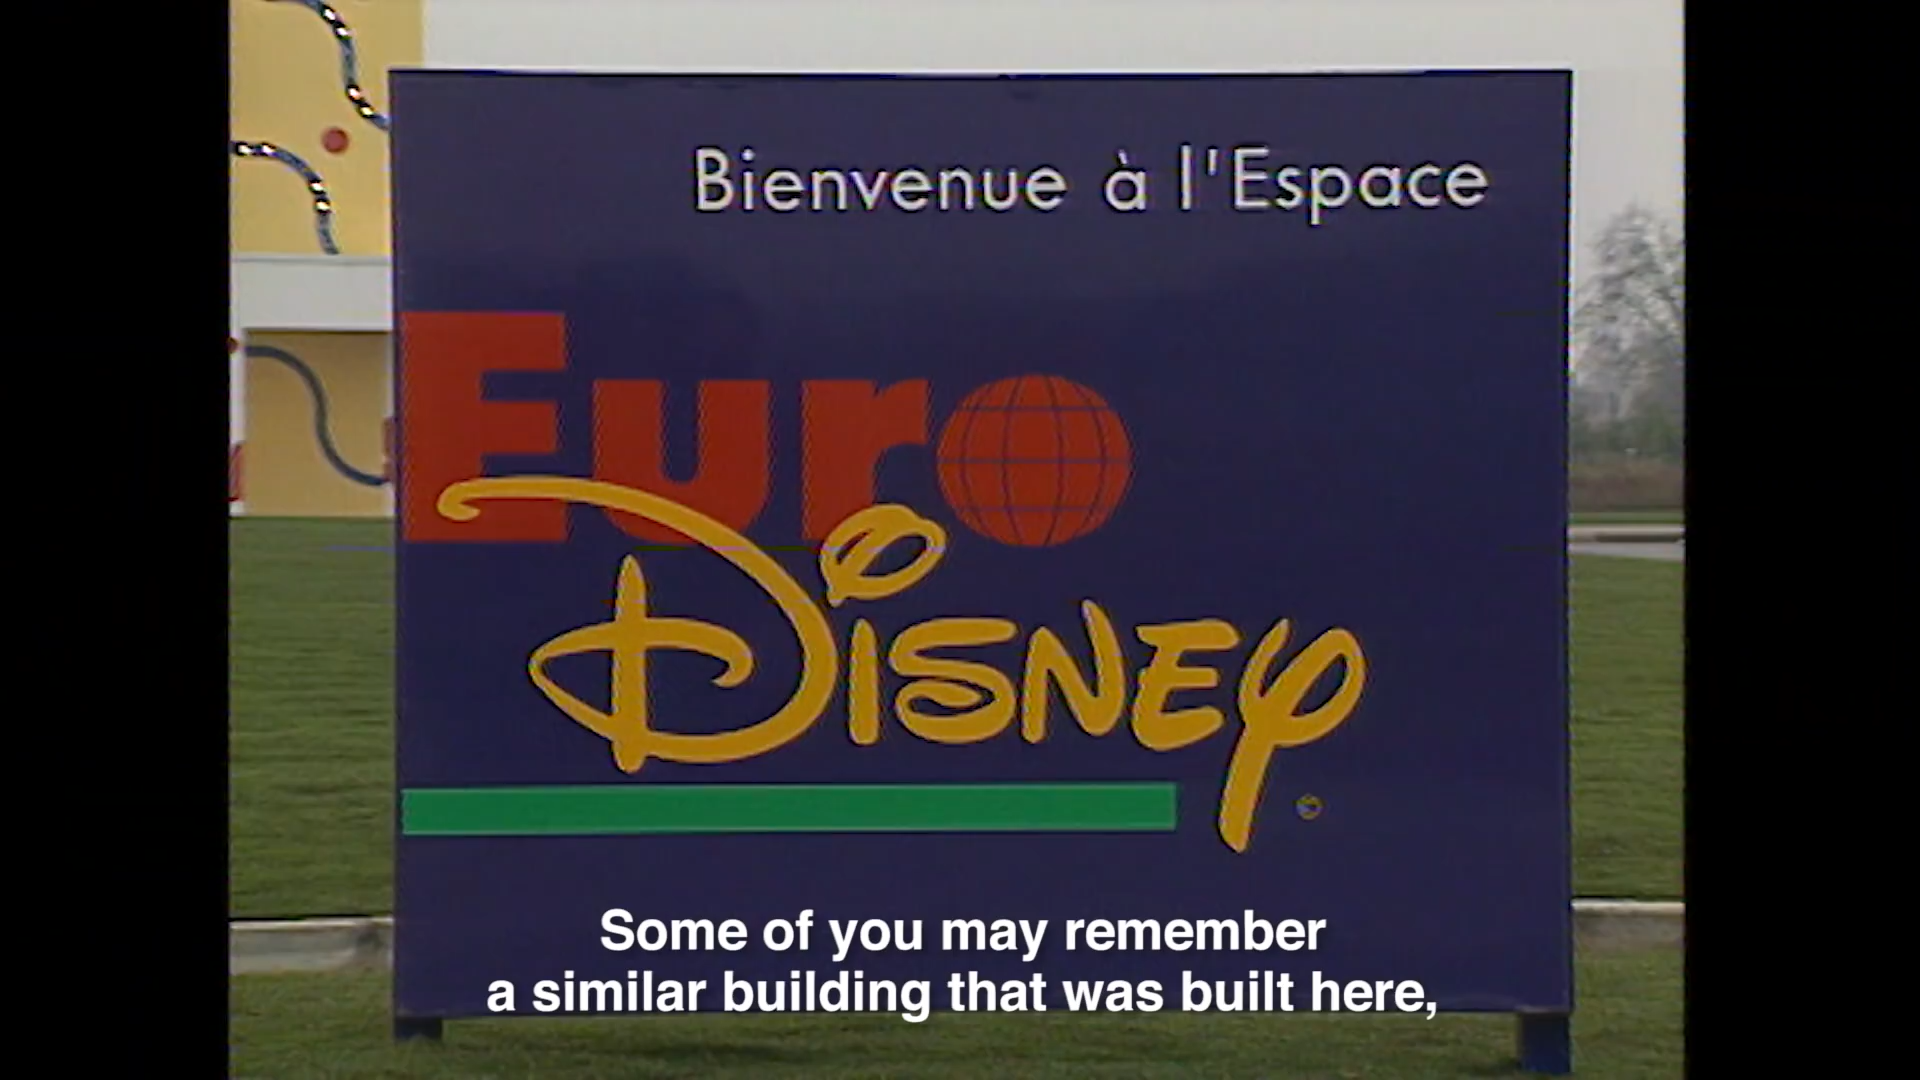 Bienvenue à l'Espace
Euro
Disney
Some of you may remember
a similar building that was built here,